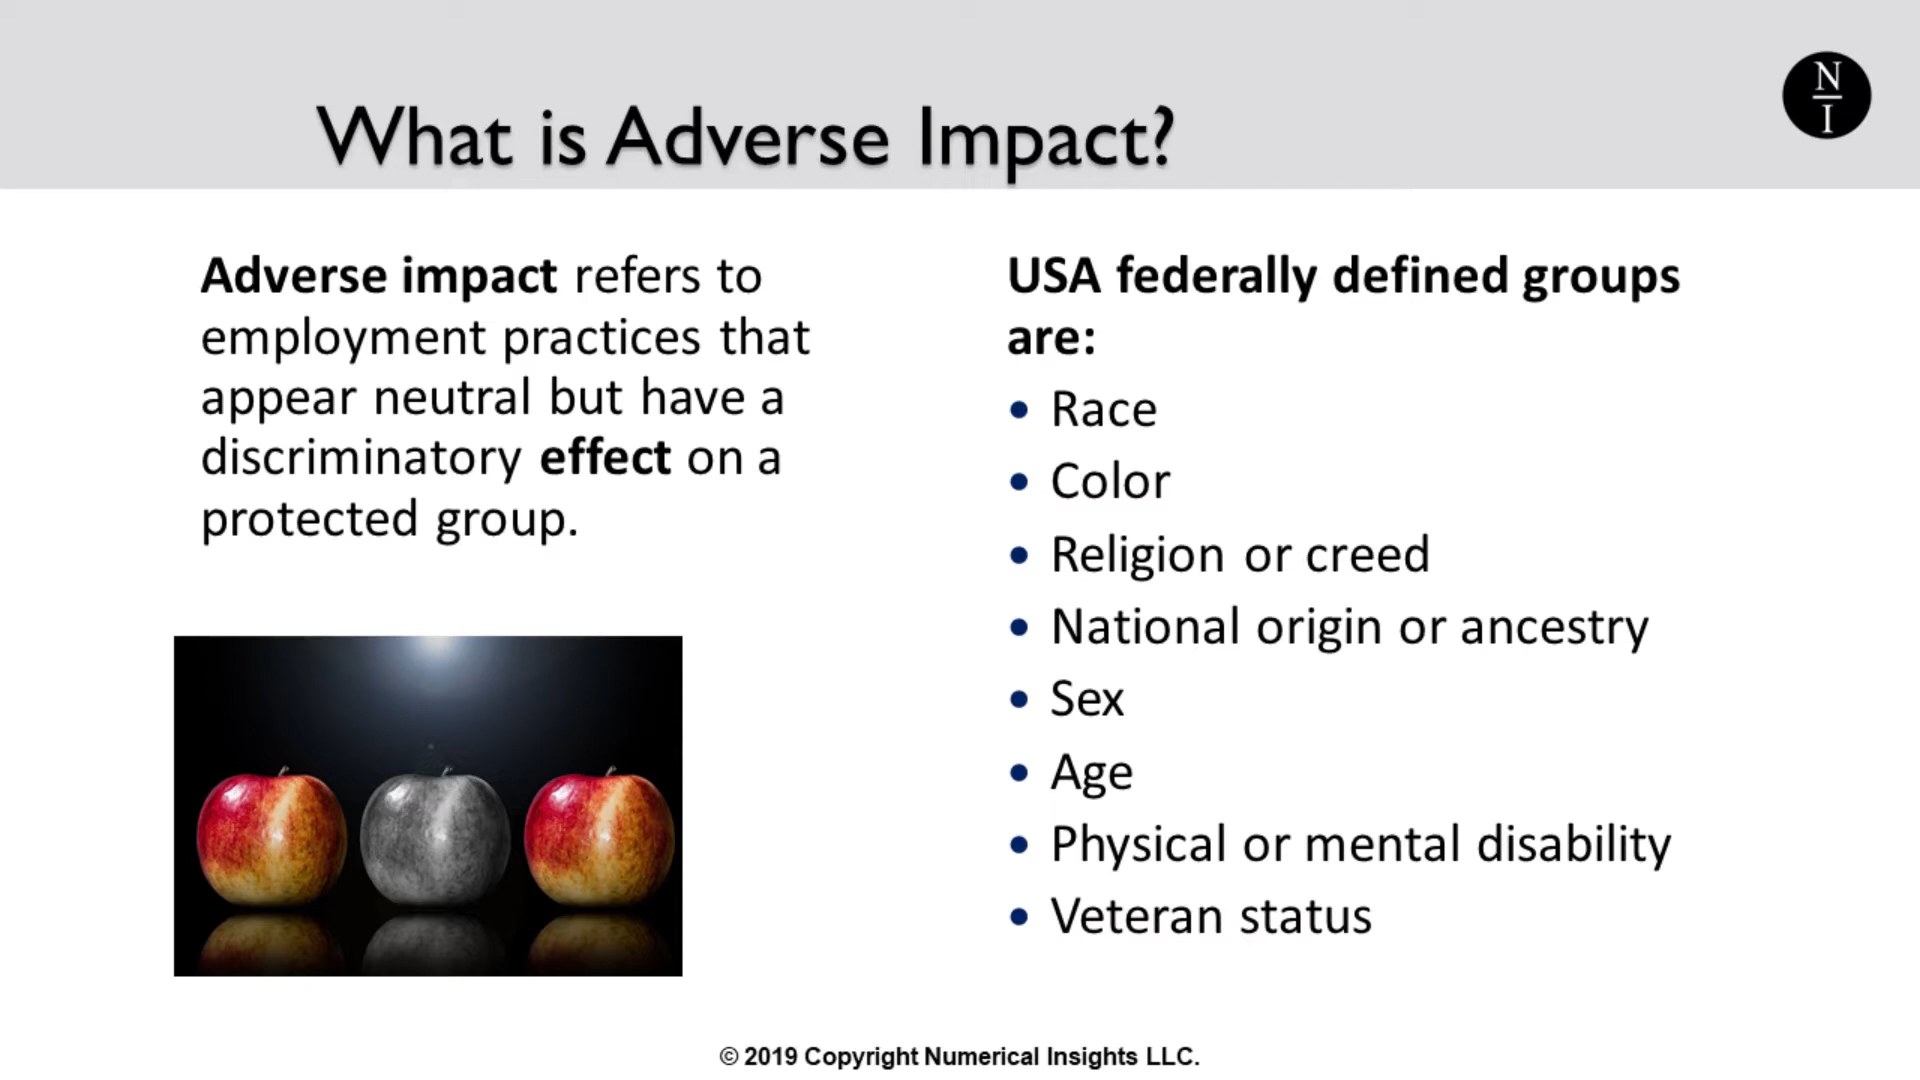 N
I
What is Adverse Impact?
Adverse impact refers to
employment practices that
appear neutral but have a
discriminatory effect on a
protected group.
USA federally defined groups
are:
• Race
• Color
• Religion or creed
• National origin or ancestry
• Sex
• Age
• Physical or mental disability
• Veteran status
© 2019 Copyright Numerical Insights LLC.